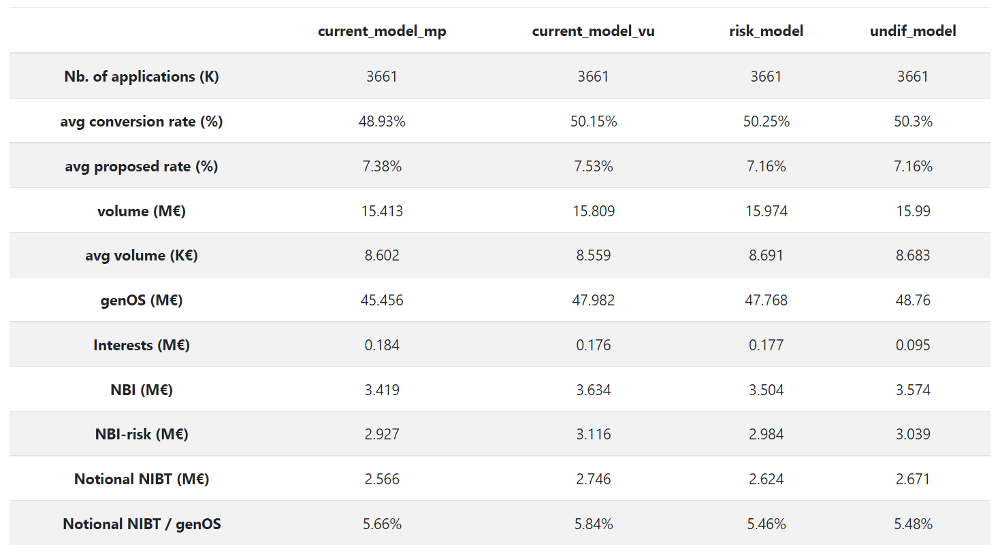 current_model_mp current_model_vu risk_model undif_model
Nb. of applications (K) 3661 3661 3661 3661
avg conversion rate (%) 48.93% 50.15% 50.25% 50.3%
avg proposed rate (%) 7.38% 7.53% 7.16% 7.16%
volume (M€) 15.413 15.809 15.974 15.99
avg volume (K€) 8.602 8.559 8.691 8.683
genOS (M€) 45.456 47.982 47.768 48.76
Interests (M€) 0.184 0.176 0.177 0.095
NBI (M€) 3.419 3.634 3.504 3.574
NBI-risk (M€) 2.927 3.116 2.984 3.039
Notional NIBT (M€) 2.566 2.746 2.624 2.671
Notional NIBT / genOS 5.66% 5.84% 5.46% 5.48%